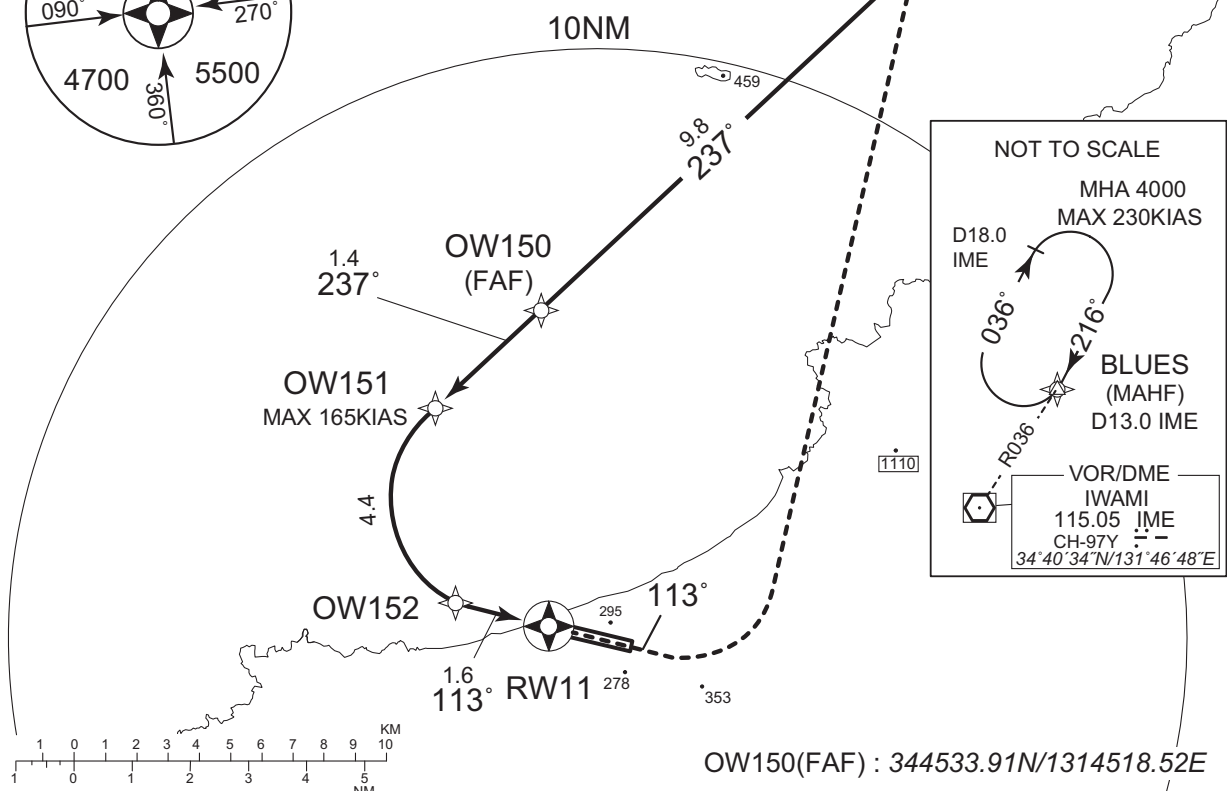 10NM
090°
270°
4700
5500
360°
459
9.8
237°
OW150
(FAF)
1.4
237°
OW151
MAX 165KIAS
4.4
OW152
1.6
113°
RW11
295
113°
278
353
1110
NOT TO SCALE
MHA 4000
MAX 230KIAS
D18.0
IME
036°
216°
BLUES
(MAHF)
D13.0 IME
R036
VOR/DME
IWAMI
115.05 IME
CH-97Y
34°40´34˝N/131°46´48˝E
KM
1 0 1 2 3 4 5 6 7 8 9 10
1 0 1 2 3 4 5
NM
OW150(FAF) : 344533.91N/1314518.52E